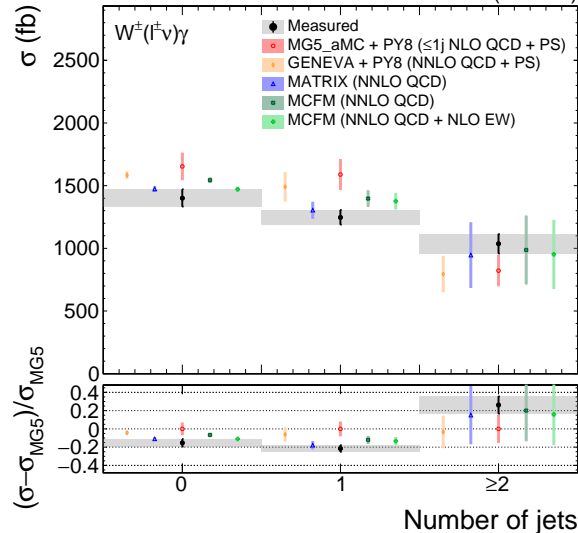 σ (fb)
W±(l±ν)γ
Measured
MG5_aMC + PY8 (≤1j NLO QCD + PS)
GENEVA + PY8 (NNLO QCD + PS)
MATRIX (NNLO QCD)
MCFM (NNLO QCD)
MCFM (NNLO QCD + NLO EW)
2500
2000
1500
1000
500
0
(σ−σMG5)/σMG5
0.4
0.2
0
−0.2
−0.4
0 1 ≥2
Number of jets